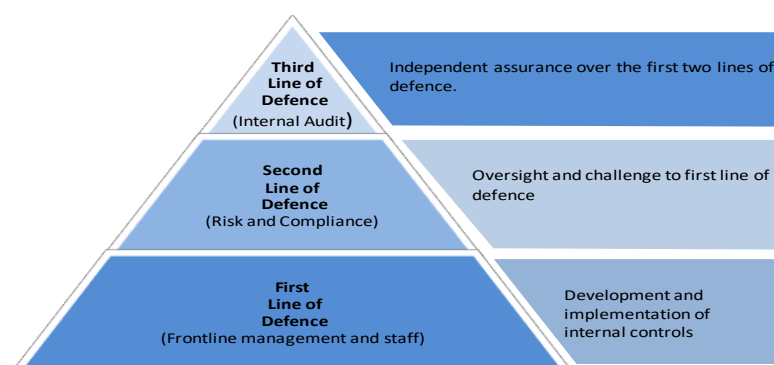 Third
Line of
Defence
(Internal Audit)
Independent assurance over the first two lines of
defence.
Second
Line of
Defence
(Risk and Compliance)
Oversight and challenge to first line of
defence
First
Line of
Defence
(Frontline management and staff)
Development and
implementation of
internal controls